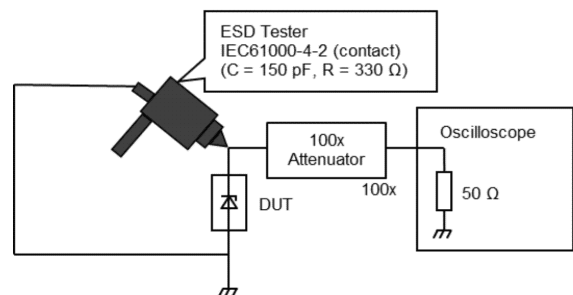 ESD Tester
IEC61000-4-2 (contact)
(C = 150 pF, R = 330 Ω)
100x
Attenuator
100x
Oscilloscope
50 Ω
DUT